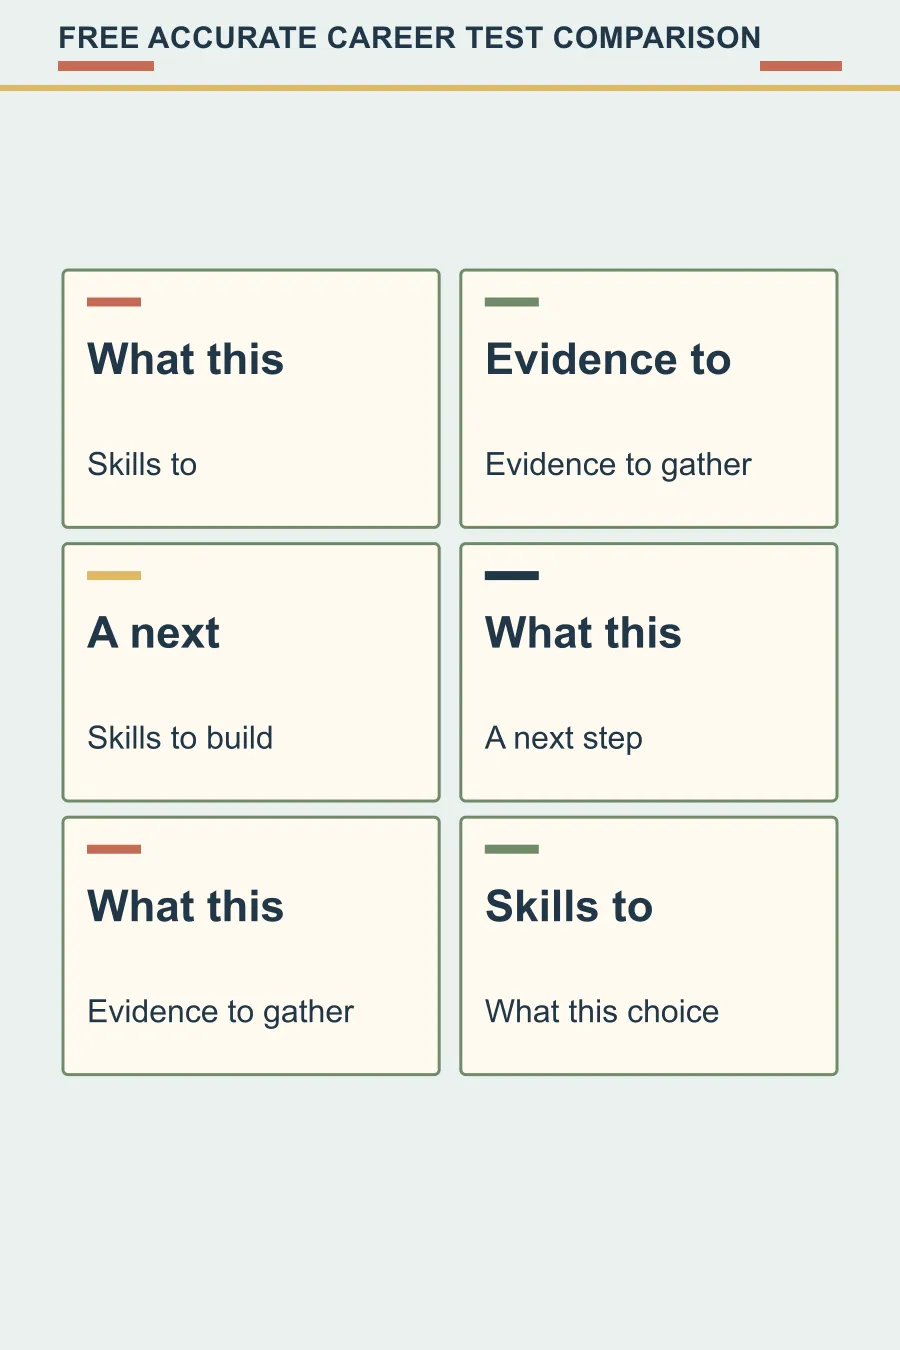 FREE ACCURATE CAREER TEST COMPARISON
What this
Skills to
Evidence to
Evidence to gather
A next
Skills to build
What this
A next step
What this
Evidence to gather
Skills to
What this choice